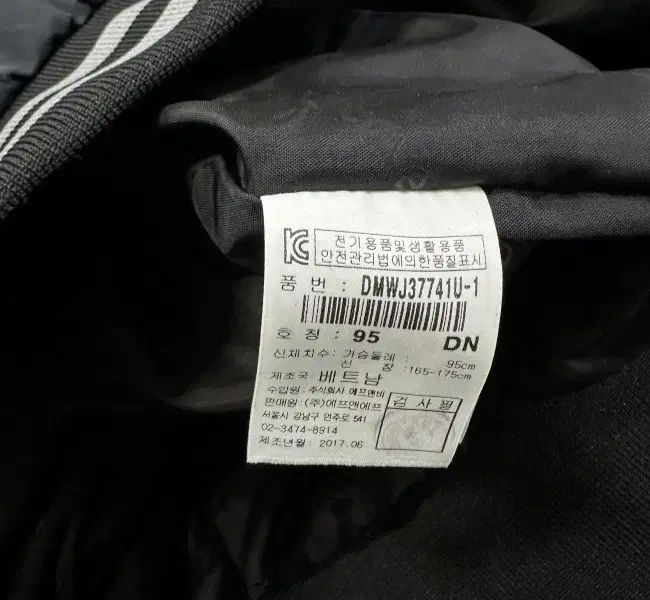 전기용품및생활용품
안전관리법에의한품질표시
품 번 : DMWJ37741U-1
호 칭 : 95 DN
신체치수 : 가슴둘레 : 95cm
신 장 : 165-175cm
제조국 : 베트남
수입원 : 주식회사 에프앤비
판매원 : (주)에프앤에프
서울시 강남구 언주로 541
02-3474-8914
제조년월 : 2017.06
검사필